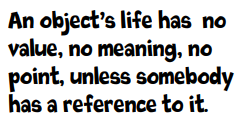 An object's life has no
value, no meaning, no
point, unless somebody
has a reference to it.